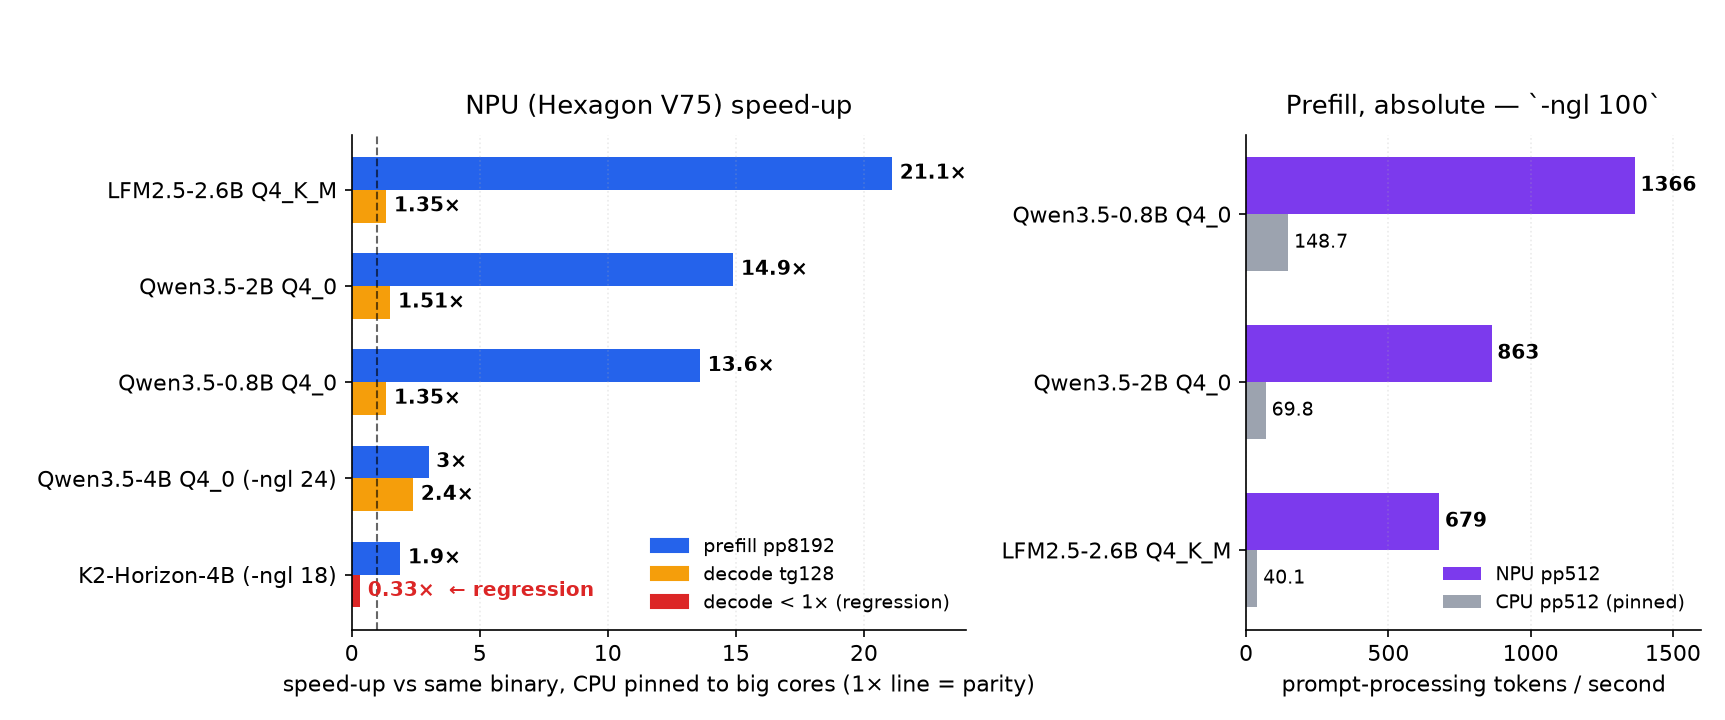 NPU (Hexagon V75) speed-up
LFM2.5-2.6B Q4_K_M
21.1×
1.35×
Qwen3.5-2B Q4_0
14.9×
1.51×
Qwen3.5-0.8B Q4_0
13.6×
1.35×
Qwen3.5-4B Q4_0 (-ngl 24)
3×
2.4×
K2-Horizon-4B (-ngl 18)
1.9×
0.33× ← regression
prefill pp8192
decode tg128
decode < 1× (regression)
0 5 10 15 20
speed-up vs same binary, CPU pinned to big cores (1× line = parity)
Prefill, absolute — `-ngl 100`
Qwen3.5-0.8B Q4_0
1366
148.7
Qwen3.5-2B Q4_0
863
69.8
LFM2.5-2.6B Q4_K_M
679
40.1
NPU pp512
CPU pp512 (pinned)
0 500 1000 1500
prompt-processing tokens / second